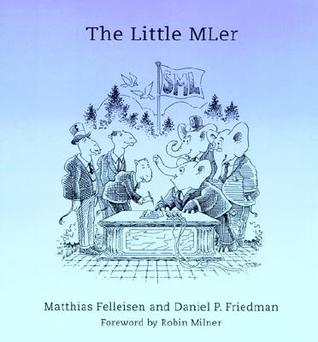 The Little MLer
SML
Matthias Felleisen and Daniel P. Friedman
Foreword by Robin Milner